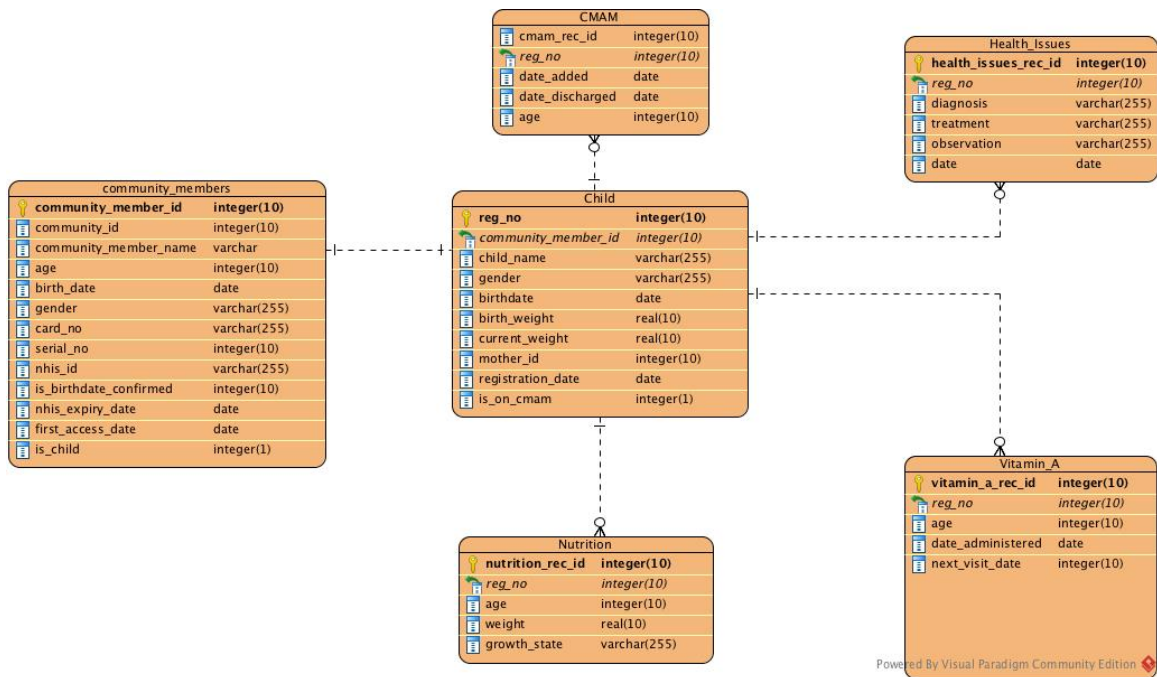 CMAM
cmam_rec_id integer(10)
reg_no integer(10)
date_added date
date_discharged date
age integer(10)
Health_Issues
health_issues_rec_id integer(10)
reg_no integer(10)
diagnosis varchar(255)
treatment varchar(255)
observation varchar(255)
date date
community_members
community_member_id integer(10)
community_id integer(10)
community_member_name varchar
age integer(10)
birth_date date
gender varchar(255)
card_no varchar(255)
serial_no integer(10)
nhis_id varchar(255)
is_birthdate_confirmed integer(10)
nhis_expiry_date date
first_access_date date
is_child integer(1)
Child
reg_no integer(10)
community_member_id integer(10)
child_name varchar(255)
gender varchar(255)
birthdate date
birth_weight real(10)
current_weight real(10)
mother_id integer(10)
registration_date date
is_on_cmam integer(1)
Nutrition
nutrition_rec_id integer(10)
reg_no integer(10)
age integer(10)
weight real(10)
growth_state varchar(255)
Vitamin_A
vitamin_a_rec_id integer(10)
reg_no integer(10)
age integer(10)
date_administered date
next_visit_date integer(10)
Powered By Visual Paradigm Community Edition